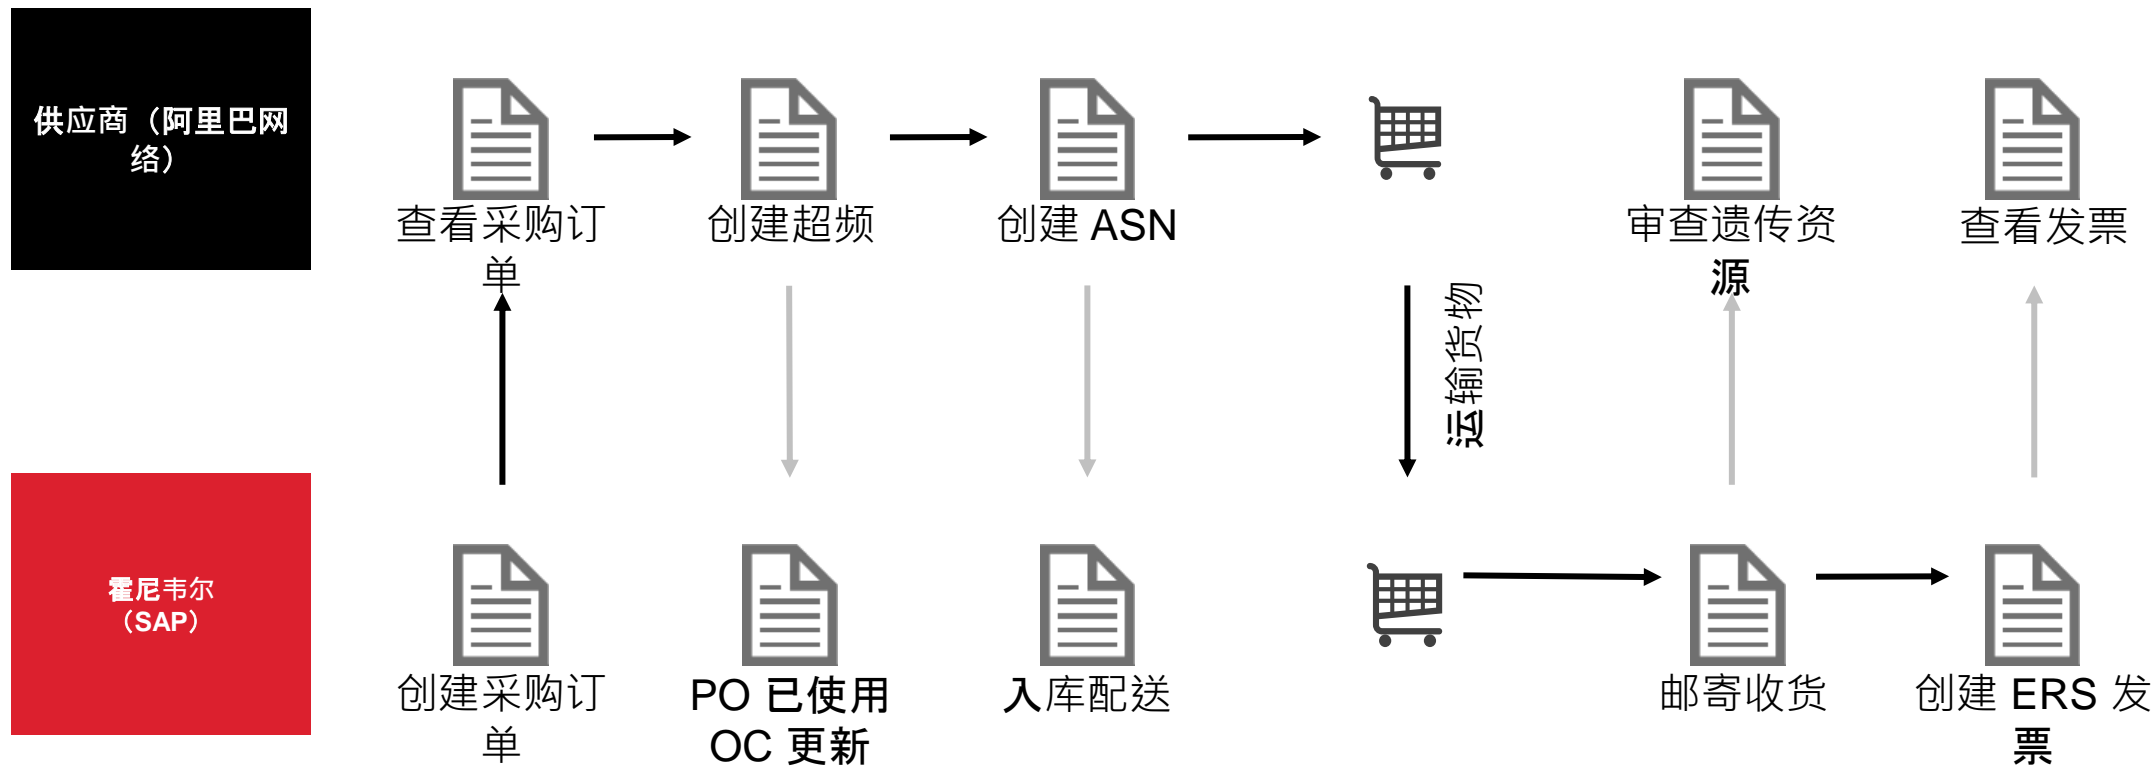 供应商（阿里巴网
络）
查看采购订
单
创建超频
创建 ASN
审查遗传资
源
查看发票
运输货物
霍尼韦尔
（SAP）
创建采购订
单
PO 已使用
OC 更新
入库配送
邮寄收货
创建 ERS 发
票